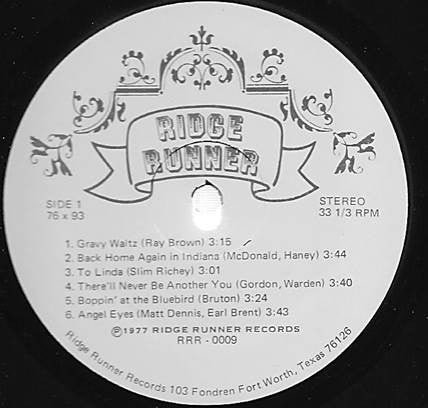 RIDGE
RUNNER
SIDE 1
76 x 93
STEREO
33 1/3 RPM
1. Gravy Waltz (Ray Brown) 3:15
2. Back Home Again in Indiana (McDonald, Haney) 3:44
3. To Linda (Slim Richey) 3:01
4. There'll Never Be Another You (Gordon, Warden) 3:40
5. Boppin' at the Bluebird (Bruton) 3:24
6. Angel Eyes (Matt Dennis, Earl Brent) 3:43
℗1977 RIDGE RUNNER RECORDS
RRR - 0009
Ridge Runner Records 103 Fondren Fort Worth, Texas 76126